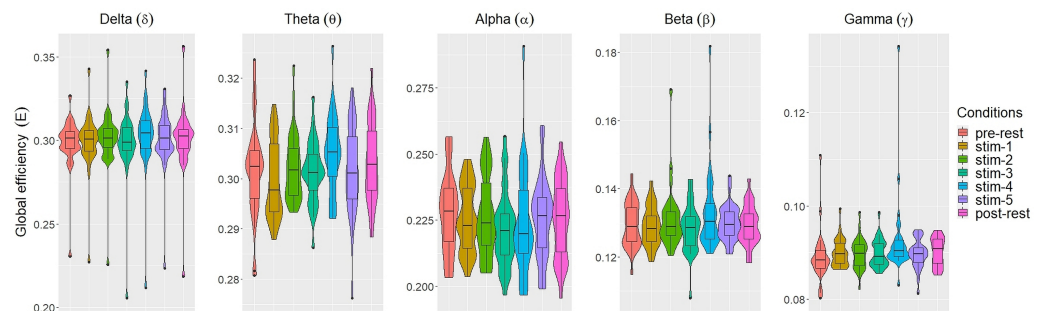 Delta (δ)
Theta (θ)
Alpha (α)
Beta (β)
Gamma (γ)
Global efficiency (E)
0.35
0.30
0.25
0.20
0.32
0.31
0.30
0.29
0.28
0.275
0.250
0.225
0.200
0.18
0.16
0.14
0.12
0.12
0.10
0.08
Conditions
pre-rest
stim-1
stim-2
stim-3
stim-4
stim-5
post-rest